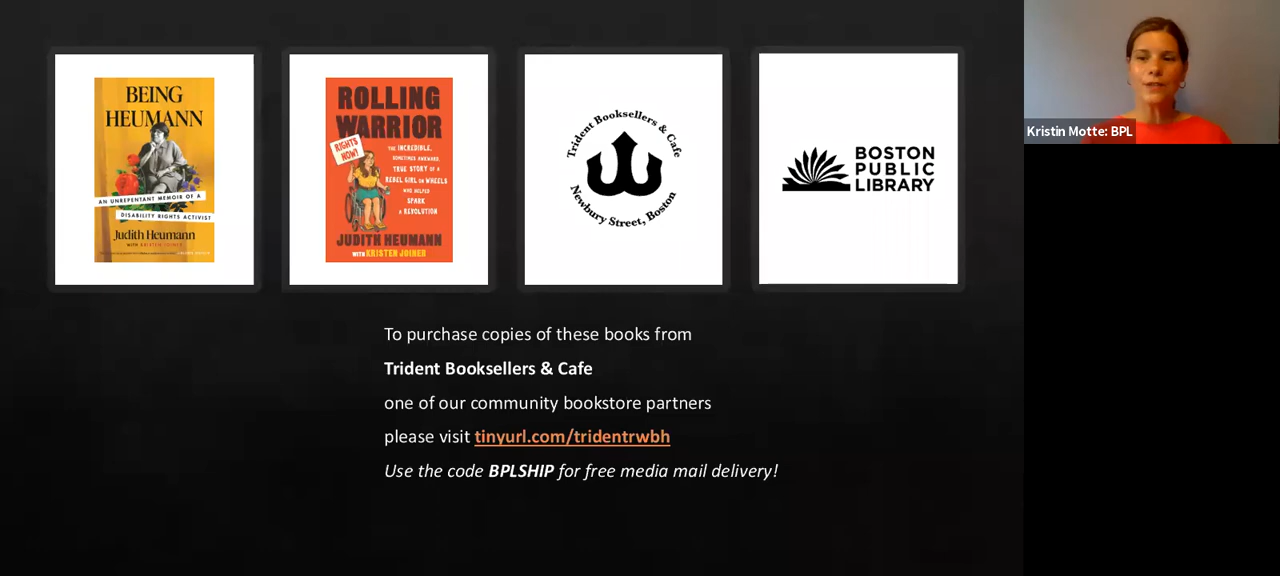 BEING
HEUMANN
AN UNREPENTANT MEMOIR OF A
DISABILITY RIGHTS ACTIVIST
Judith Heumann
WITH KRISTEN JOINER
ROLLING
WARRIOR
RIGHTS
NOW!
THE INCREDIBLE,
SOMETIMES AWKWARD,
TRUE STORY OF A
REBEL GIRL ON WHEELS
WHO HELPED
SPARK
A REVOLUTION
JUDITH HEUMANN
WITH KRISTEN JOINER
Trident Booksellers & Cafe
Newbury Street, Boston
BOSTON
PUBLIC
LIBRARY
Kristin Motte: BPL
To purchase copies of these books from
Trident Booksellers & Cafe
one of our community bookstore partners
please visit tinyurl.com/tridentrwbh
Use the code BPLSHIP for free media mail delivery!